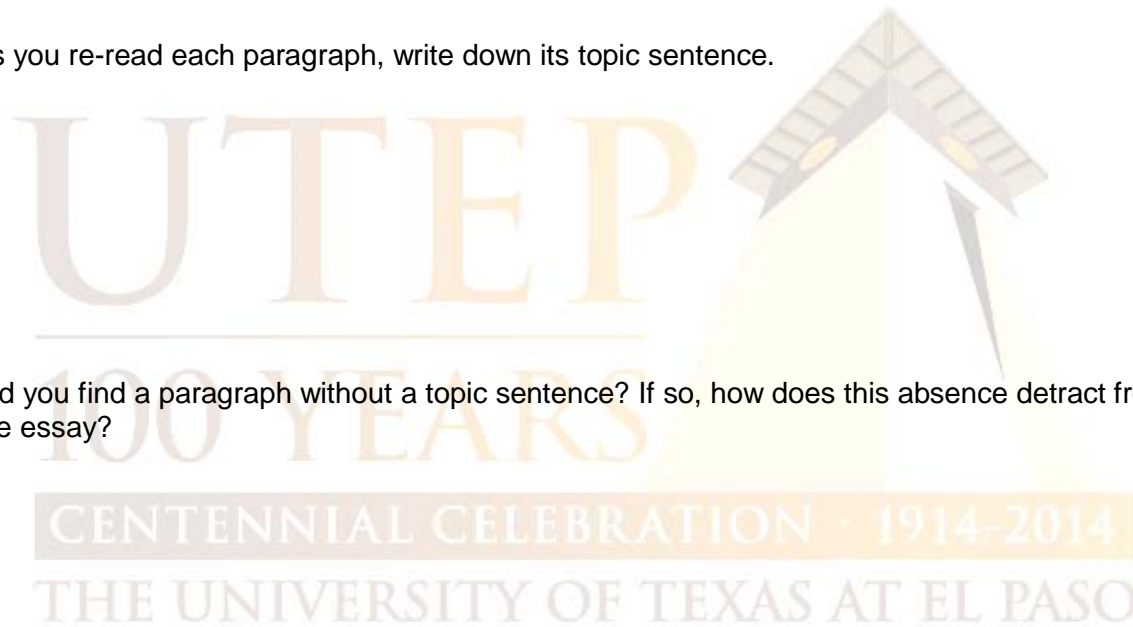 s you re-read each paragraph, write down its topic sentence.
UTEP
d you find a paragraph without a topic sentence? If so, how does this absence detract fr
e essay?
100 YEARS
CENTENNIAL CELEBRATION · 1914-2014
THE UNIVERSITY OF TEXAS AT EL PASO